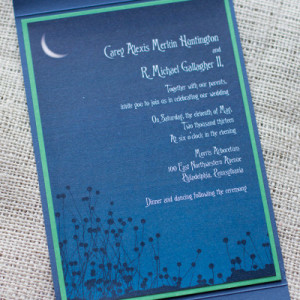 Carey Alexis Merkin Huntington
and
R. Michael Gallagher II,
Together with our parents,
invite you to join us in celebrating our wedding
On Saturday, the eleventh of May,
Two thousand thirteen
At six o'clock in the evening
Morris Arboretum
100 East Northwestern Avenue
Philadelphia, Pennsylvania
Dinner and dancing following the ceremony